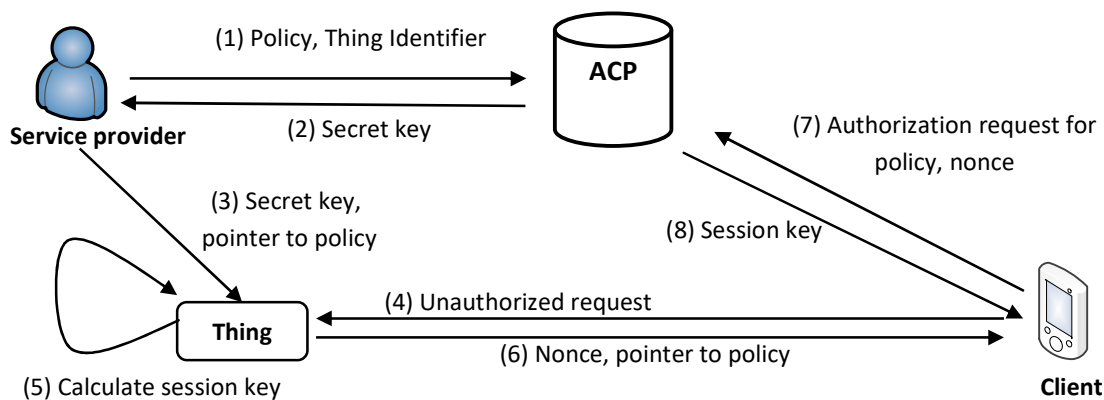 (1) Policy, Thing Identifier
ACP
(2) Secret key
Service provider
(7) Authorization request for
policy, nonce
(3) Secret key,
pointer to policy
(8) Session key
(4) Unauthorized request
Thing
(6) Nonce, pointer to policy
(5) Calculate session key
Client